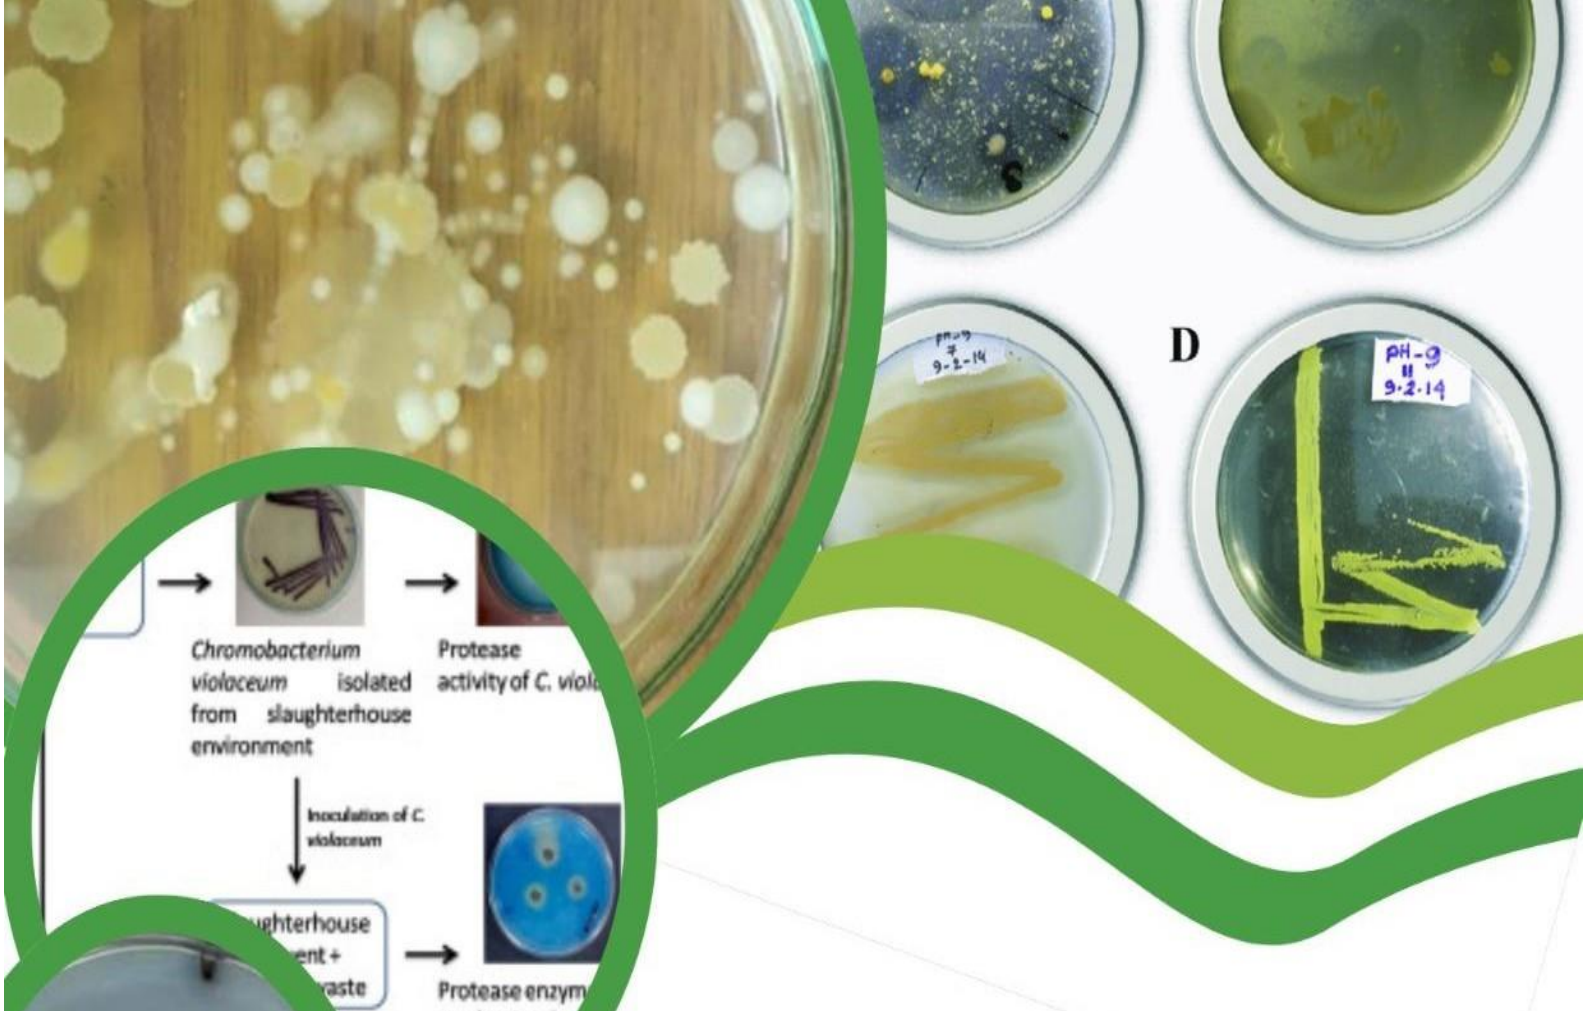 PH-9
7
9-2-14
D
PH-9
11
9.2.14
Chromobacterium
violaceum isolated
from slaughterhouse
environment
Protease
activity of C.
Inoculation of C.
violaceum
Protease